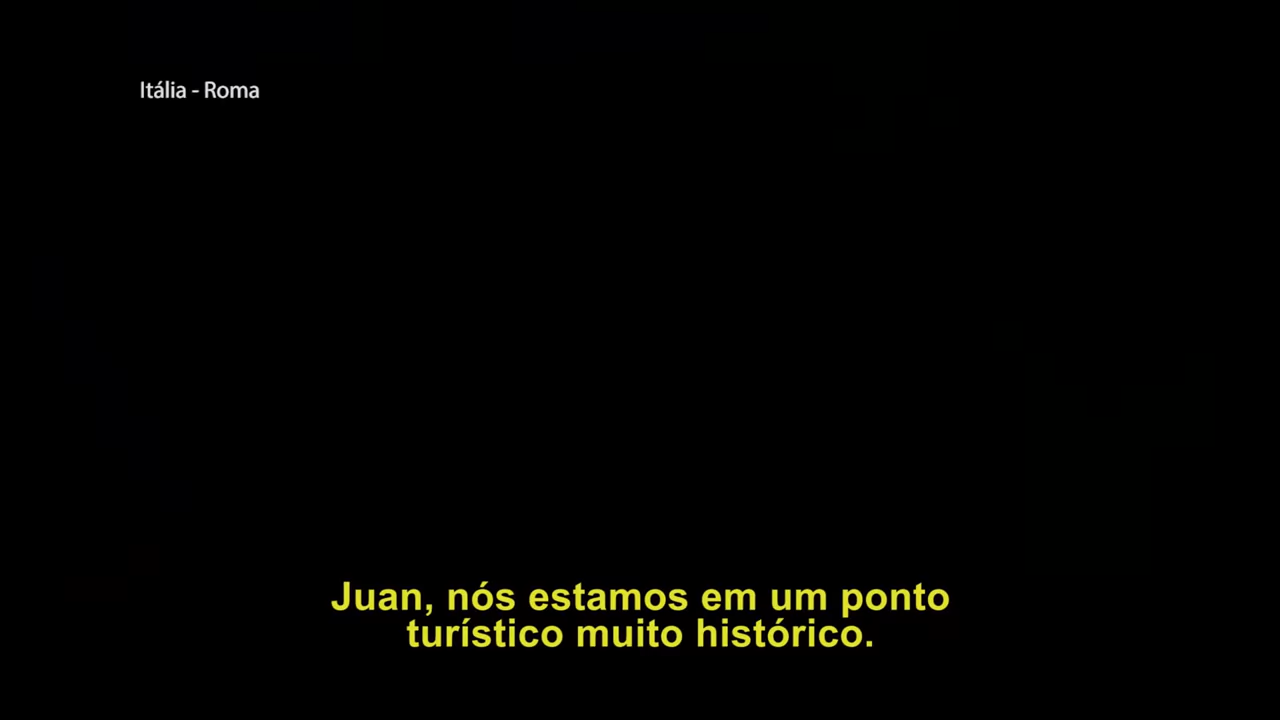 Itália - Roma
Juan, nós estamos em um ponto
turístico muito histórico.